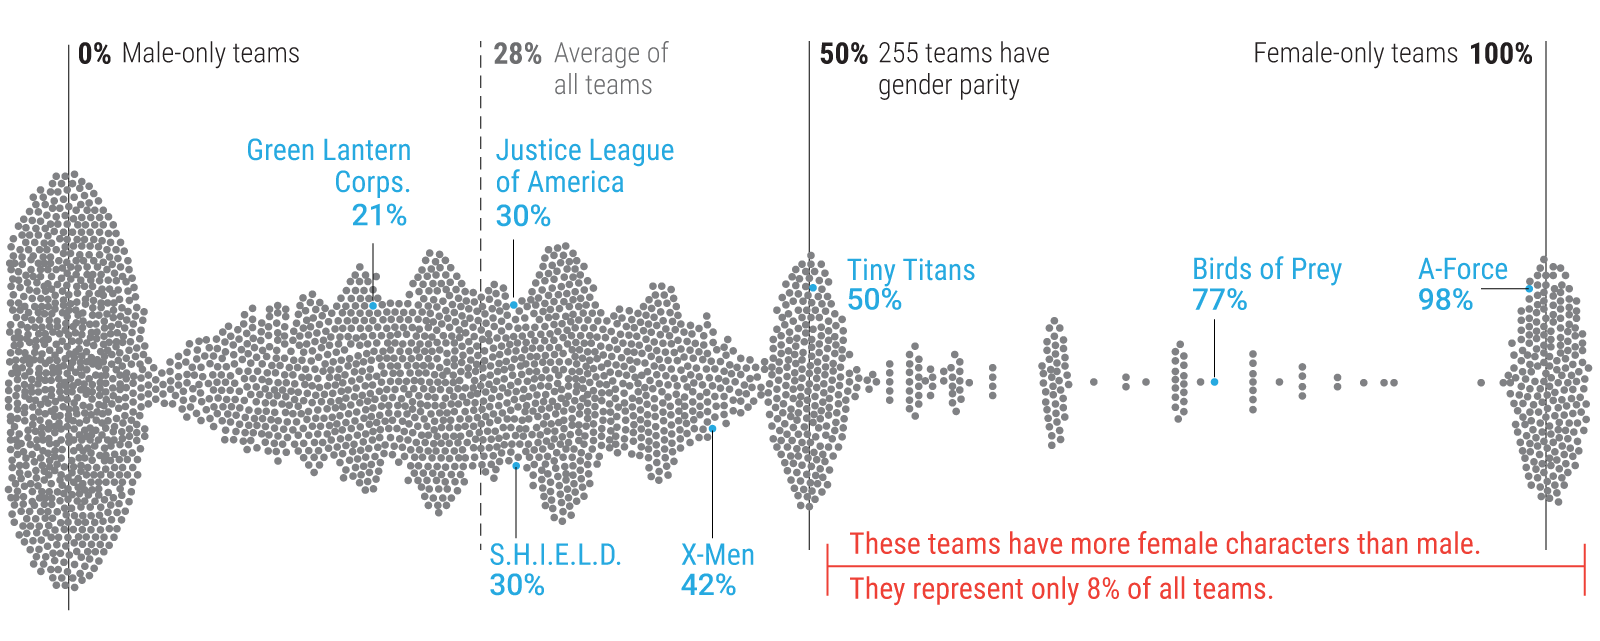 0% Male-only teams
28% Average of
all teams
50% 255 teams have
gender parity
Female-only teams 100%
Green Lantern
Corps.
21%
Justice League
of America
30%
Tiny Titans
50%
Birds of Prey
77%
A-Force
98%
S.H.I.E.L.D.
30%
X-Men
42%
These teams have more female characters than male.
They represent only 8% of all teams.